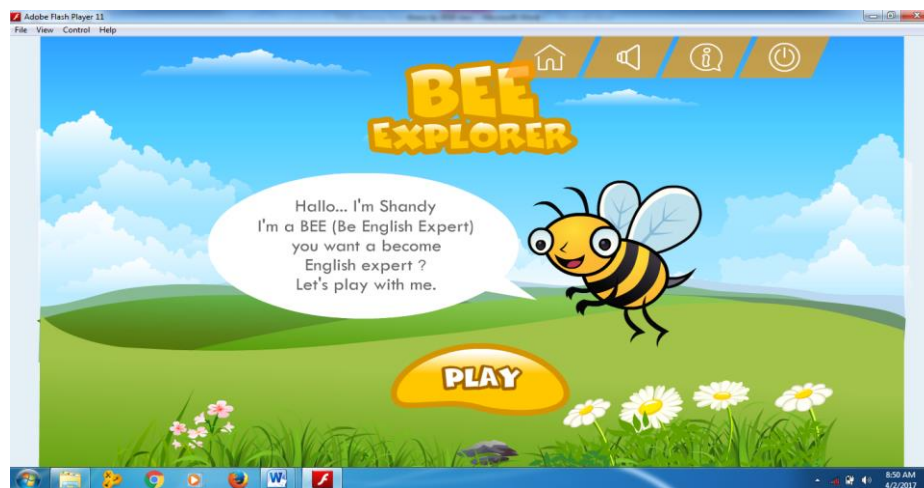 Adobe Flash Player 11
File View Control Help
BEE
EXPLORER
Hallo... I'm Shandy
I'm a BEE (Be English Expert)
you want a become
English expert ?
Let's play with me.
PLAY
8:50 AM
4/2/2017